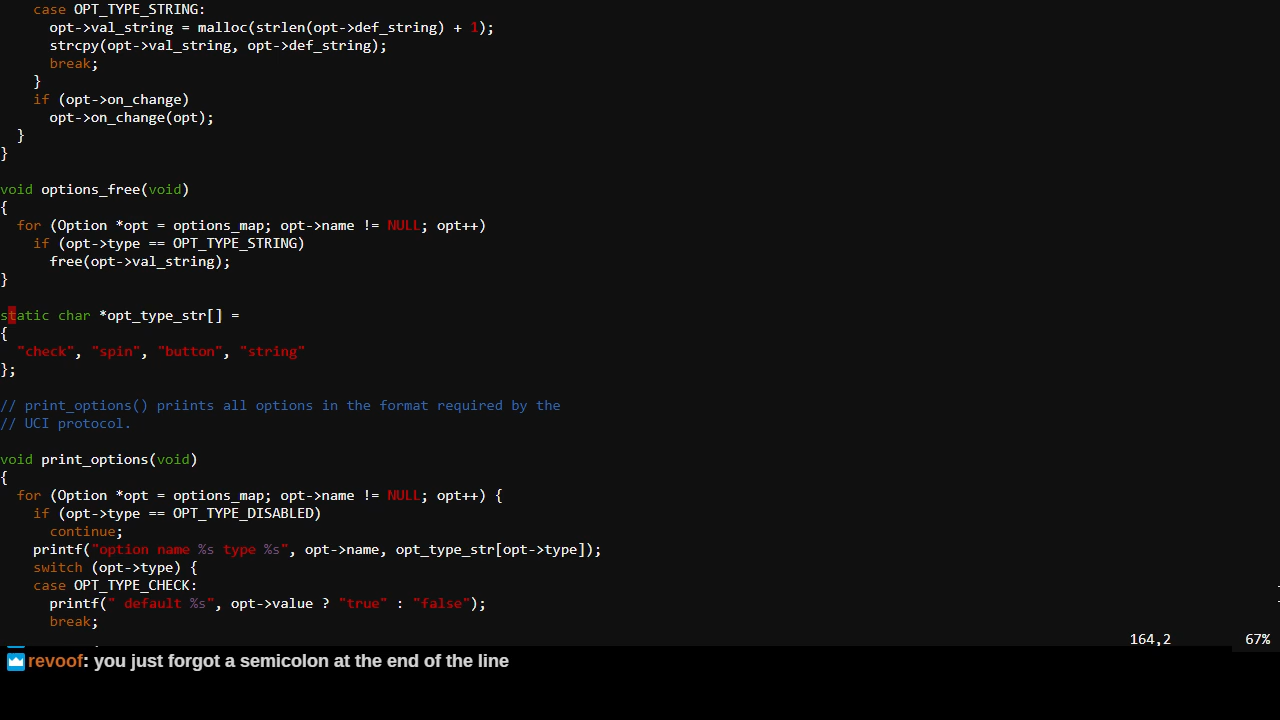 case OPT_TYPE_STRING:
      opt->val_string = malloc(strlen(opt->def_string) + 1);
      strcpy(opt->val_string, opt->def_string);
      break;
    }
    if (opt->on_change)
      opt->on_change(opt);
  }
}

void options_free(void)
{
  for (Option *opt = options_map; opt->name != NULL; opt++)
    if (opt->type == OPT_TYPE_STRING)
      free(opt->val_string);
}

static char *opt_type_str[] =
{
  "check", "spin", "button", "string"
};

// print_options() priints all options in the format required by the
// UCI protocol.

void print_options(void)
{
  for (Option *opt = options_map; opt->name != NULL; opt++) {
    if (opt->type == OPT_TYPE_DISABLED)
      continue;
    printf("option name %s type %s", opt->name, opt_type_str[opt->type]);
    switch (opt->type) {
    case OPT_TYPE_CHECK:
      printf(" default %s", opt->value ? "true" : "false");
      break;
164,2 67%
revoof: you just forgot a semicolon at the end of the line